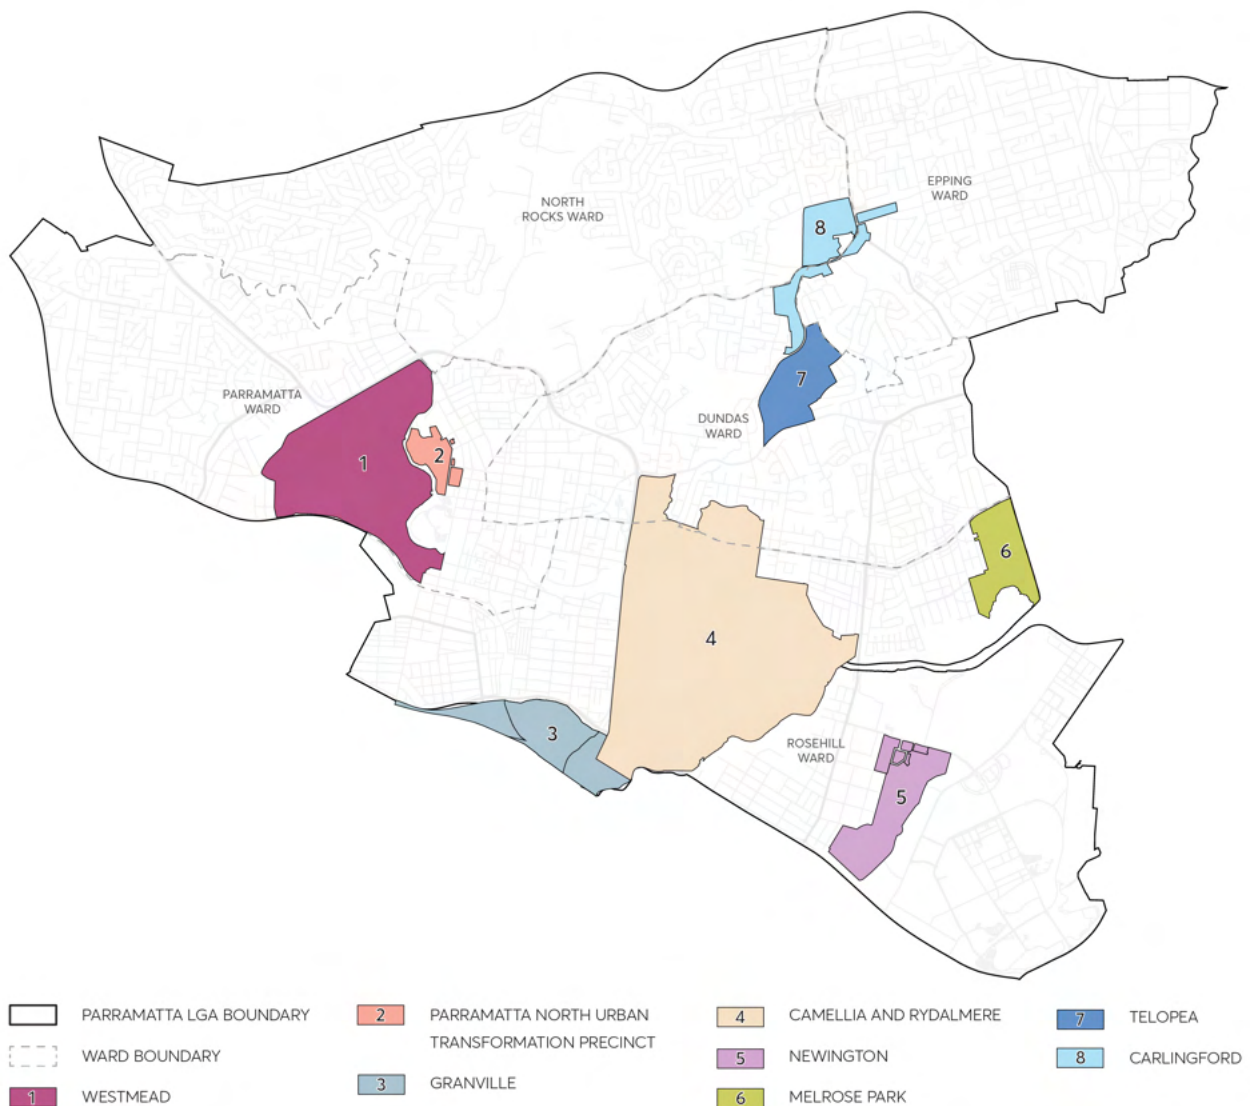 EPPING
WARD
NORTH
ROCKS WARD
8
7
PARRAMATTA
WARD
DUNDAS
WARD
1
2
6
4
3
ROSEHILL
WARD
5
PARRAMATTA LGA BOUNDARY
WARD BOUNDARY
1 WESTMEAD
2 PARRAMATTA NORTH URBAN
TRANSFORMATION PRECINCT
3 GRANVILLE
4 CAMELLIA AND RYDALMERE
5 NEWINGTON
6 MELROSE PARK
7 TELOPEA
8 CARLINGFORD